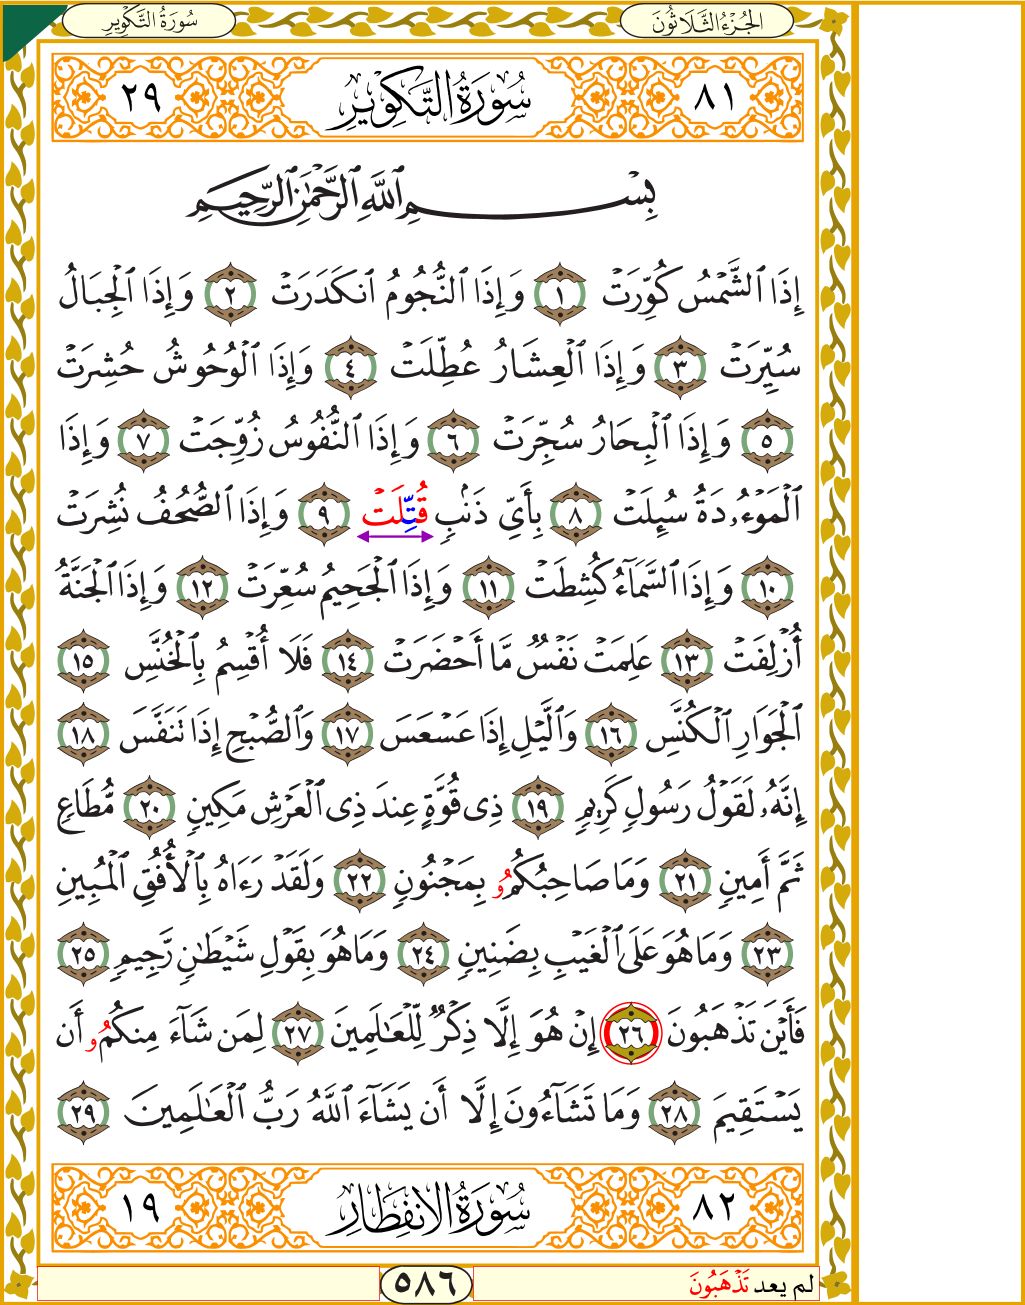 الجُزْءُ الثَّلَاثُونَ
سُورَةُ التَّكْوِيرِ
٨١ سُورَةُ التَّكْوِيرِ ٢٩
بِسْمِ ٱللَّهِ ٱلرَّحْمَٰنِ ٱلرَّحِيمِ
إِذَا ٱلشَّمْسُ كُوِّرَتْ ١ وَإِذَا ٱلنُّجُومُ ٱنكَدَرَتْ ٢ وَإِذَا ٱلْجِبَالُ
سُيِّرَتْ ٣ وَإِذَا ٱلْعِشَارُ عُطِّلَتْ ٤ وَإِذَا ٱلْوُحُوشُ حُشِرَتْ
٥ وَإِذَا ٱلْبِحَارُ سُجِّرَتْ ٦ وَإِذَا ٱلنُّفُوسُ زُوِّجَتْ ٧ وَإِذَا
ٱلْمَوْءُۥدَةُ سُئِلَتْ ٨ بِأَىِّ ذَنۢبٍ قُتِّلَتْ ٩ وَإِذَا ٱلصُّحُفُ نُشِرَتْ
١٠ وَإِذَا ٱلسَّمَآءُ كُشِطَتْ ١١ وَإِذَا ٱلْجَحِيمُ سُعِّرَتْ ١٢ وَإِذَا ٱلْجَنَّةُ
أُزْلِفَتْ ١٣ عَلِمَتْ نَفْسٌ مَّا أَحْضَرَتْ ١٤ فَلَا أُقْسِمُ بِٱلْخُنَّسِ ١٥
ٱلْجَوَارِ ٱلْكُنَّسِ ١٦ وَٱلَّيْلِ إِذَا عَسْعَسَ ١٧ وَٱلصُّبْحِ إِذَا تَنَفَّسَ ١٨
إِنَّهُۥ لَقَوْلُ رَسُولٍ كَرِيمٍ ١٩ ذِى قُوَّةٍ عِندَ ذِى ٱلْعَرْشِ مَكِينٍ ٢٠ مُّطَاعٍ
ثَمَّ أَمِينٍ ٢١ وَمَا صَاحِبُكُمُۥ بِمَجْنُونٍ ٢٢ وَلَقَدْ رَءَاهُ بِٱلْأُفُقِ ٱلْمُبِينِ
٢٣ وَمَا هُوَ عَلَى ٱلْغَيْبِ بِضَنِينٍ ٢٤ وَمَا هُوَ بِقَوْلِ شَيْطَٰنٍ رَّجِيمٍ ٢٥
فَأَيْنَ تَذْهَبُونَ ٢٦ إِنْ هُوَ إِلَّا ذِكْرٌ لِّلْعَٰلَمِينَ ٢٧ لِمَن شَآءَ مِنكُمُۥ أَن
يَسْتَقِيمَ ٢٨ وَمَا تَشَآءُونَ إِلَّا أَن يَشَآءَ ٱللَّهُ رَبُّ ٱلْعَٰلَمِينَ ٢٩
٨٢ سُورَةُ الِانفِطَارِ ١٩
لم يعد تَذْهَبُونَ
٥٨٦